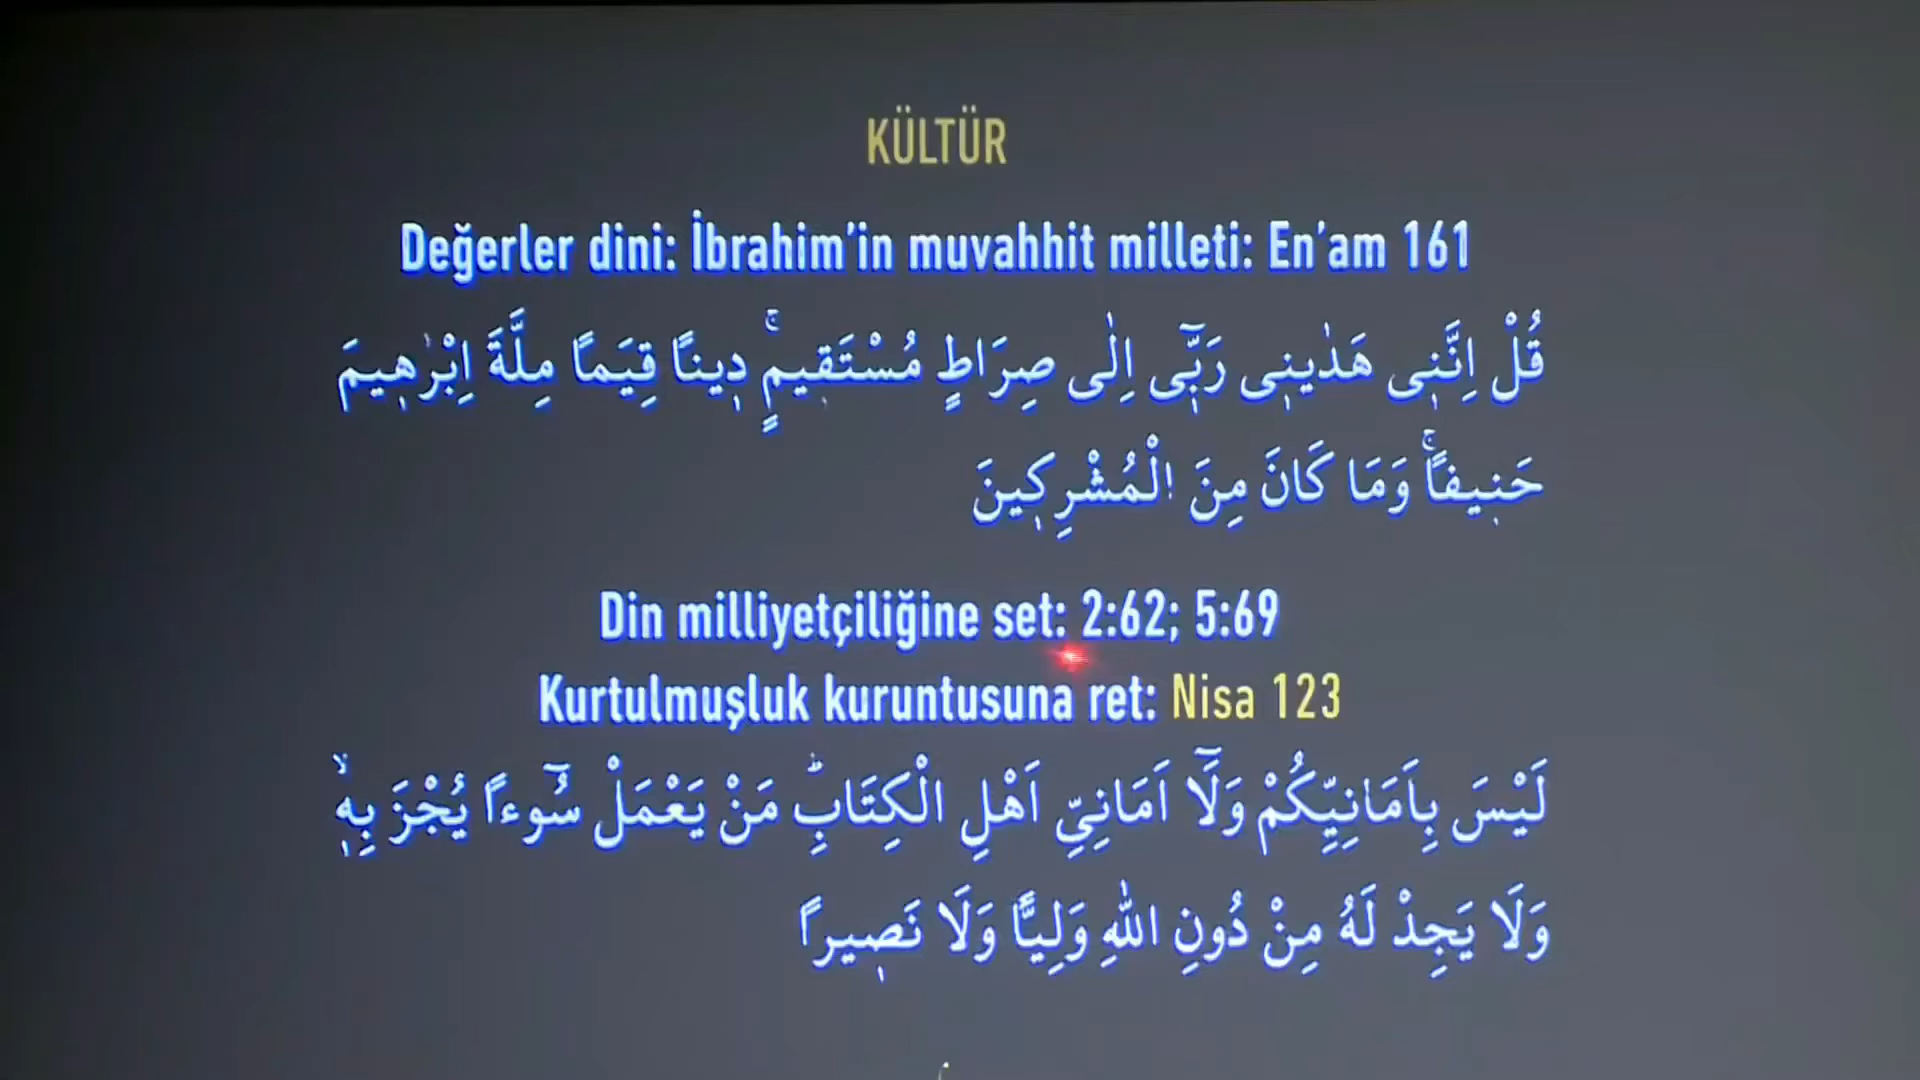 KÜLTÜR
Değerler dini: İbrahim'in muvahhit milleti: En'am 161
قُلْ اِنَّنٖى هَدٰينٖى رَبّٖٓى اِلٰى صِرَاطٍ مُسْتَقٖيمٍۚ دٖينًا قِيَمًا مِلَّةَ اِبْرٰهٖيمَ
حَنٖيفًاۚ وَمَا كَانَ مِنَ الْمُشْرِكٖينَ
Din milliyetçiliğine set: 2:62; 5:69
Kurtulmuşluk kuruntusuna ret: Nisa 123
لَيْسَ بِاَمَانِيِّكُمْ وَلَٓا اَمَانِىِّ اَهْلِ الْكِتَابِؕ مَنْ يَعْمَلْ سُٓوءًا يُجْزَ بِهٖۙ
وَلَا يَجِدْ لَهُ مِنْ دُونِ اللّٰهِ وَلِيًّا وَلَا نَصٖيرًا